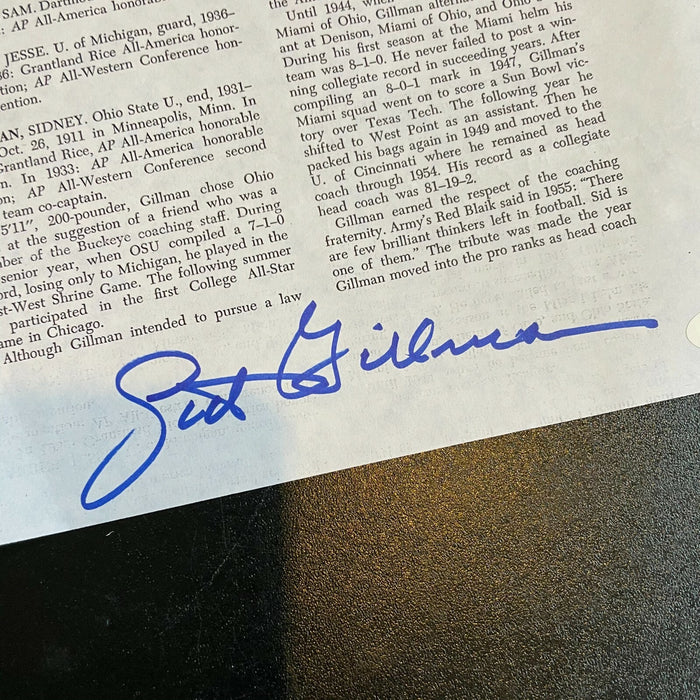 SAM. Dartmo
: AP All-America honorab
JESSE. U. of Michigan, guard, 1936–
36: Grantland Rice All-America honor-
tion; AP All-Western Conference hon-
ention.
AN, SIDNEY. Ohio State U., end, 1931–
Oct. 26, 1911 in Minneapolis, Minn. In
Grantland Rice, AP All-America honorable
n. In 1933: AP All-America honorable
on; AP All-Western Conference second
team co-captain.
5'11", 200-pounder, Gillman chose Ohio
at the suggestion of a friend who was a
ber of the Buckeye coaching staff. During
senior year, when OSU compiled a 7–1–0
ord, losing only to Michigan, he played in the
st-West Shrine Game. The following summer
participated in the first College All-Star
ame in Chicago.
Although Gillman intended to pursue a law
Until 1944, when
Miami of Ohio, Gillman alterna
ant at Denison, Miami of Ohio, and Ohio
During his first season at the Miami helm his
team was 8–1–0. He never failed to post a win-
ning collegiate record in succeeding years. After
compiling an 8–0–1 mark in 1947, Gillman's
Miami squad went on to score a Sun Bowl vic-
tory over Texas Tech. The following year he
shifted to West Point as an assistant. Then he
packed his bags again in 1949 and moved to the
U. of Cincinnati where he remained as head
coach through 1954. His record as a collegiate
head coach was 81–19–2.
Gillman earned the respect of the coaching
fraternity. Army's Red Blaik said in 1955: "There
are few brilliant thinkers left in football. Sid is
one of them." The tribute was made the year
Gillman moved into the pro ranks as head coach
Sid Gillman